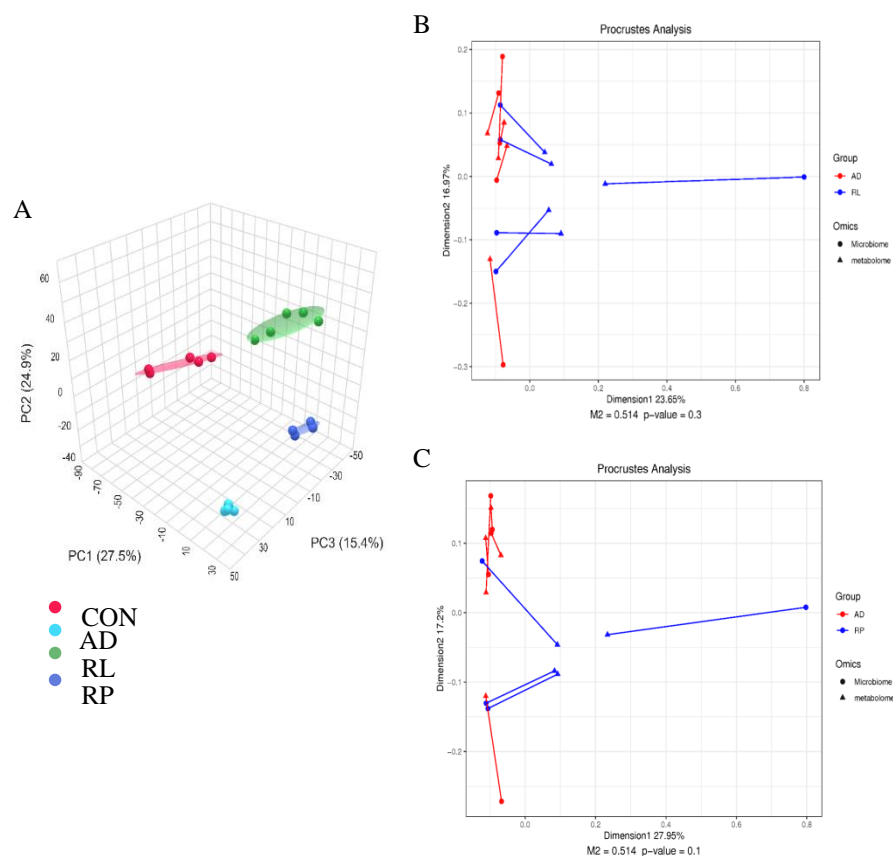 A
60
40
20
0
-20
-40
PC2 (24.9%)
-90
-70
-50
-30
-10
10
30
PC1 (27.5%)
50
30
10
-10
-30
-50
PC3 (15.4%)
CON
AD
RL
RP
B
Procrustes Analysis
0.2
0.1
0.0
−0.1
−0.2
−0.3
Dimension2 16.97%
0.0 0.2 0.4 0.6 0.8
Dimension1 23.65%
M2 = 0.514 p-value = 0.3
Group
AD
RL
Omics
Microbiome
metabolome
C
Procrustes Analysis
0.1
0.0
−0.1
−0.2
Dimension2 17.2%
0.0 0.2 0.4 0.6 0.8
Dimension1 27.95%
M2 = 0.514 p-value = 0.1
Group
AD
RP
Omics
Microbiome
metabolome